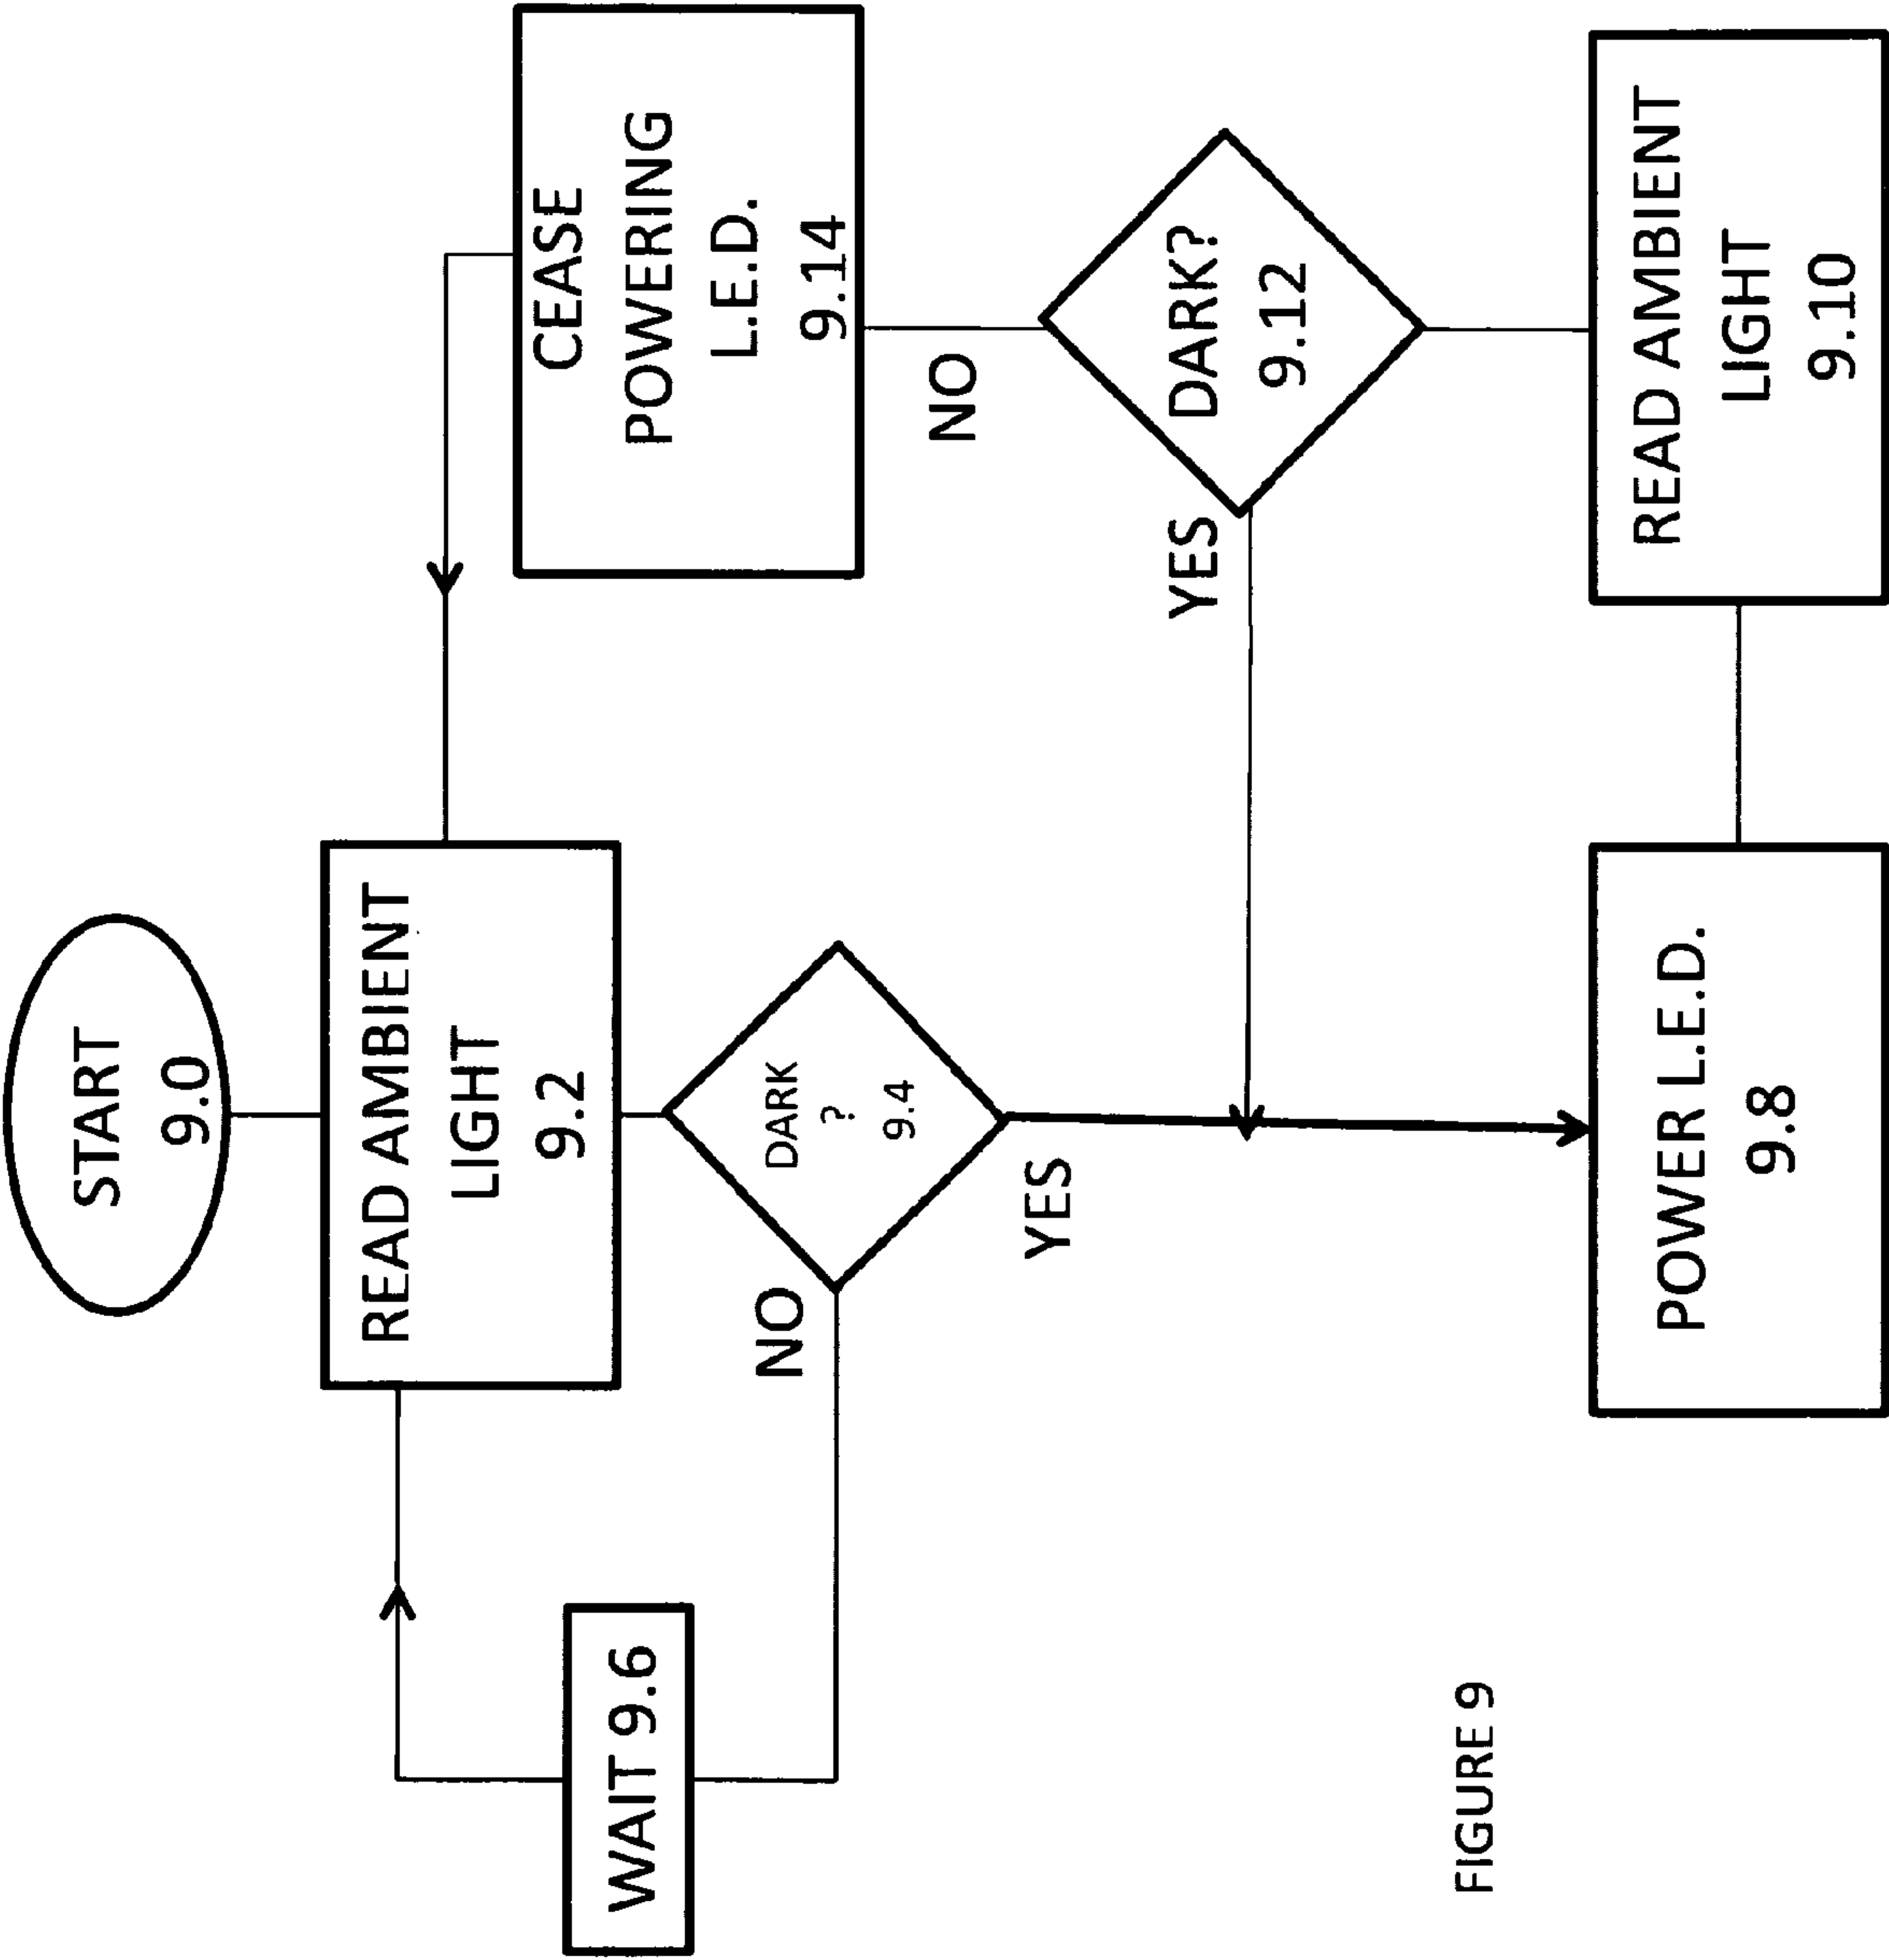 START
9.0
READ AMBIENT
LIGHT
9.2
DARK
?
9.4
NO
WAIT 9.6
YES
POWER L.E.D.
9.8
READ AMBIENT
LIGHT
9.10
DARK?
9.12
YES
NO
CEASE
POWERING
L.E.D.
9.14
FIGURE 9